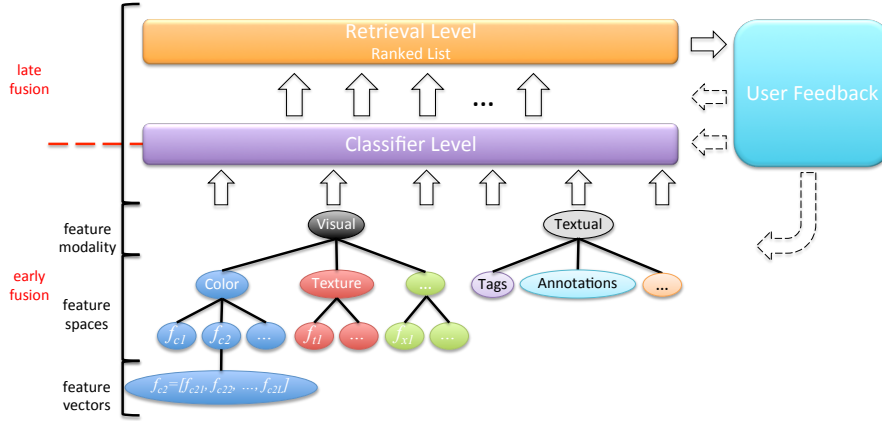 Retrieval Level
Ranked List
late
fusion
...
User Feedback
Classifier Level
feature
modality
Visual
Textual
early
fusion
Color
Texture
...
Tags
Annotations
...
feature
spaces
fc1
fc2
...
ft1
...
fx1
...
feature
vectors
fc2=[fc21, fc22, ..., fc2l]